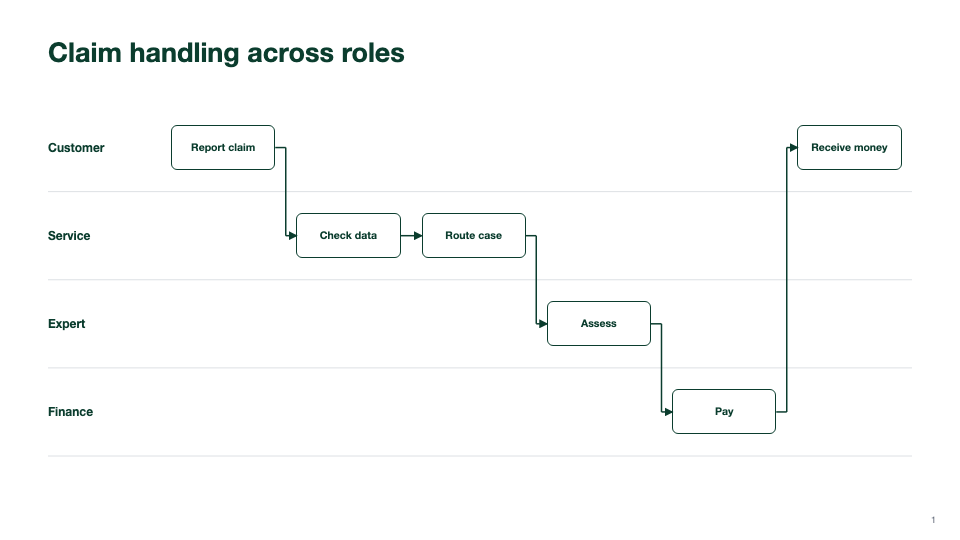 Claim handling across roles
Customer
Report claim
Receive money
Service
Check data
Route case
Expert
Assess
Finance
Pay
1